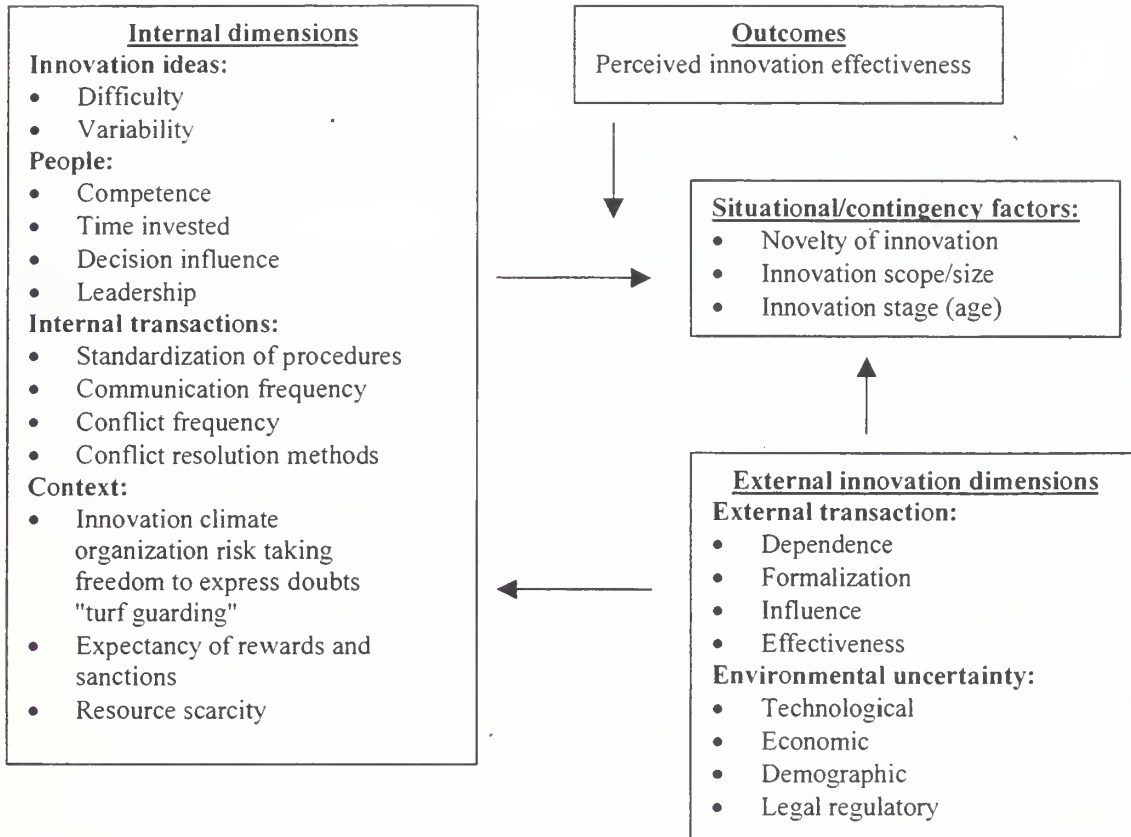 Internal dimensions
Innovation ideas:
• Difficulty
• Variability
People:
• Competence
• Time invested
• Decision influence
• Leadership
Internal transactions:
• Standardization of procedures
• Communication frequency
• Conflict frequency
• Conflict resolution methods
Context:
• Innovation climate
organization risk taking
freedom to express doubts
"turf guarding"
• Expectancy of rewards and
sanctions
• Resource scarcity
Outcomes
Perceived innovation effectiveness
Situational/contingency factors:
• Novelty of innovation
• Innovation scope/size
• Innovation stage (age)
External innovation dimensions
External transaction:
• Dependence
• Formalization
• Influence
• Effectiveness
Environmental uncertainty:
• Technological
• Economic
• Demographic
• Legal regulatory